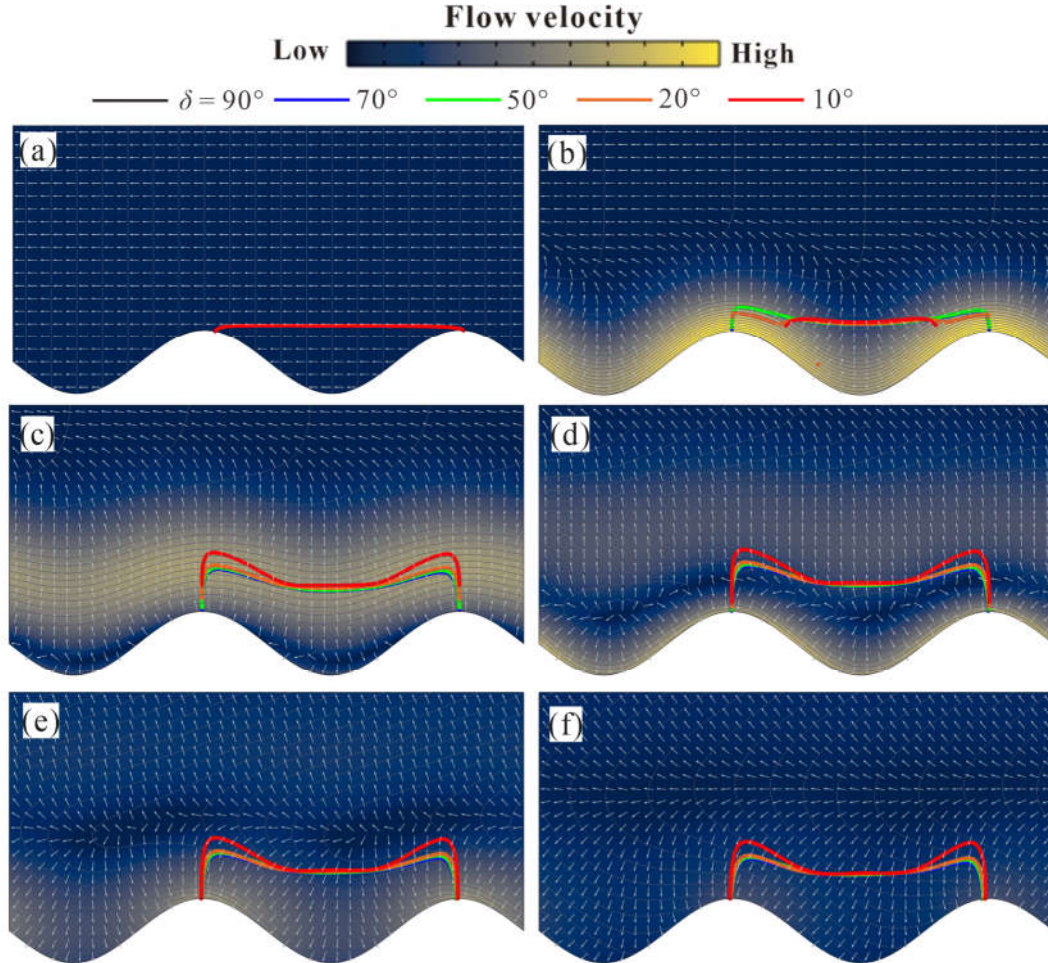 Flow velocity
Low High
δ = 90° 70° 50° 20° 10°
(a) (b)
(c) (d)
(e) (f)